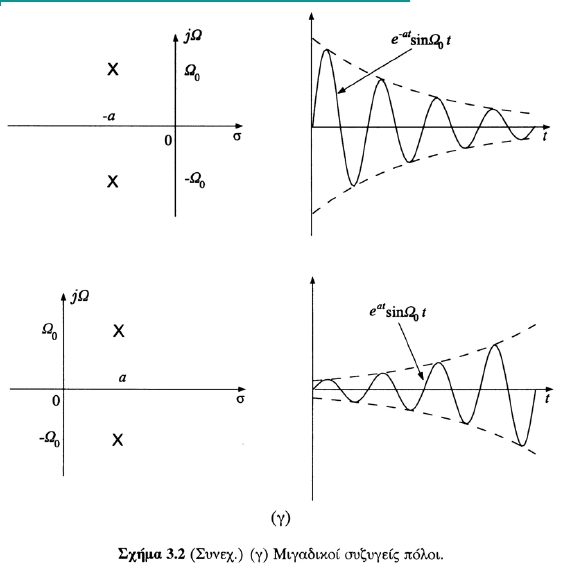 jΩ
X
Ω₀
-a
0
σ
X
-Ω₀
e^{-at}sinΩ₀ t
t
jΩ
Ω₀
X
a
0
σ
-Ω₀
X
e^{at}sinΩ₀ t
t
(γ)
Σχήμα 3.2 (Συνεχ.) (γ) Μιγαδικοί συζυγείς πόλοι.